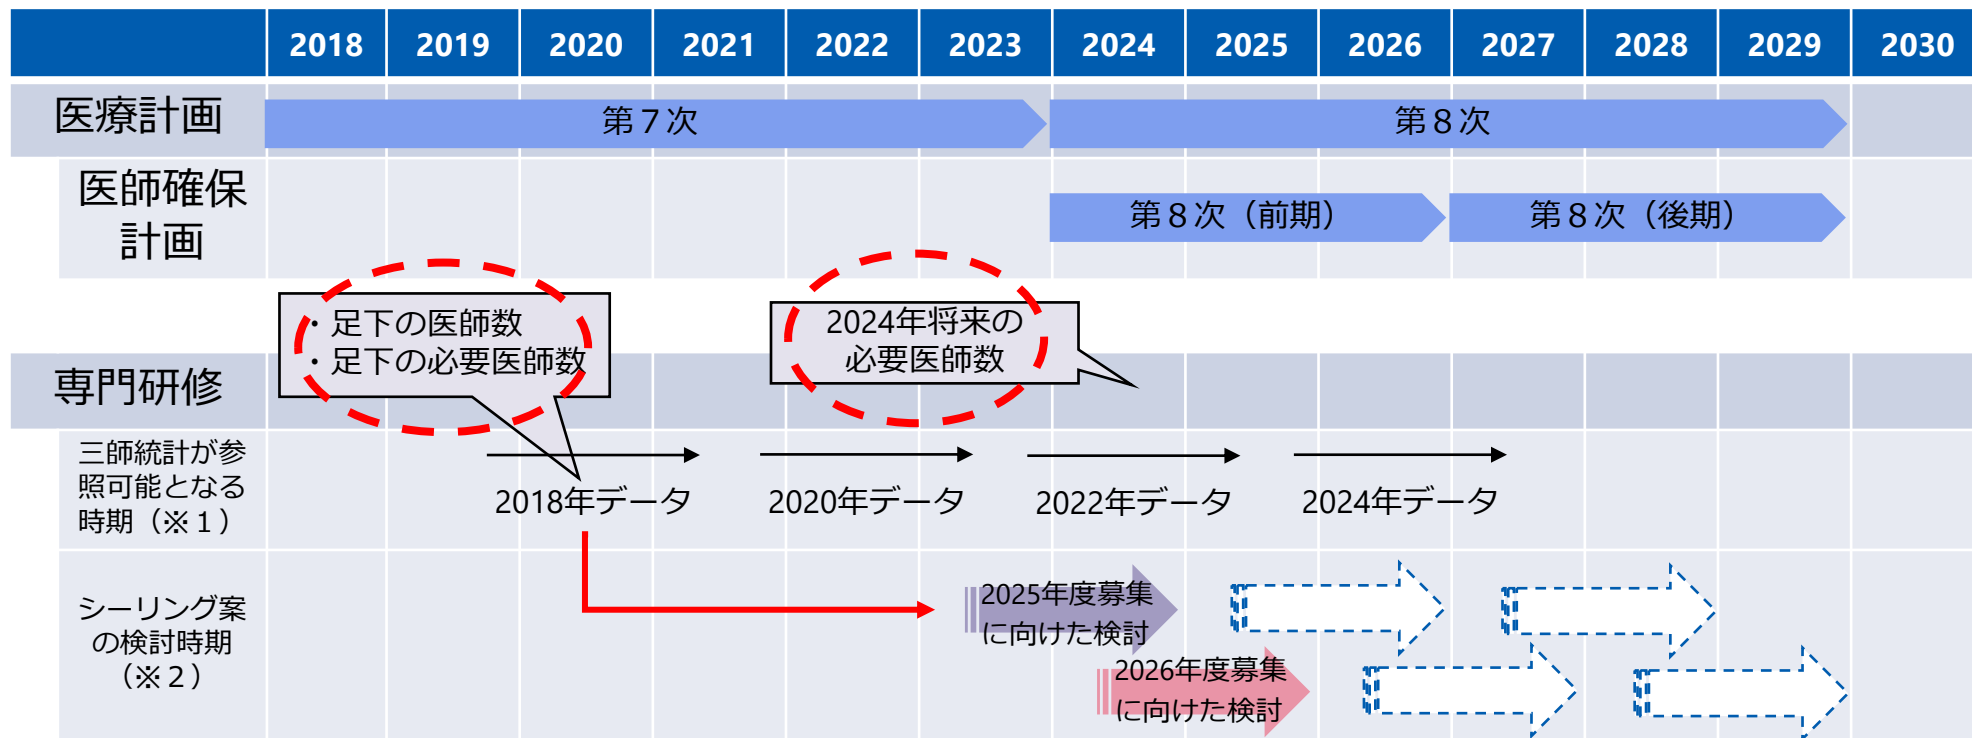 2018 2019 2020 2021 2022 2023 2024 2025 2026 2027 2028 2029 2030
医療計画
第７次
第８次
医師確保
計画
第８次（前期）
第８次（後期）
・足下の医師数
・足下の必要医師数
2024年将来の
必要医師数
専門研修
三師統計が参
照可能となる
時期（※１）
2018年データ
2020年データ
2022年データ
2024年データ
シーリング案
の検討時期
（※２）
2025年度募集
に向けた検討
2026年度募集
に向けた検討